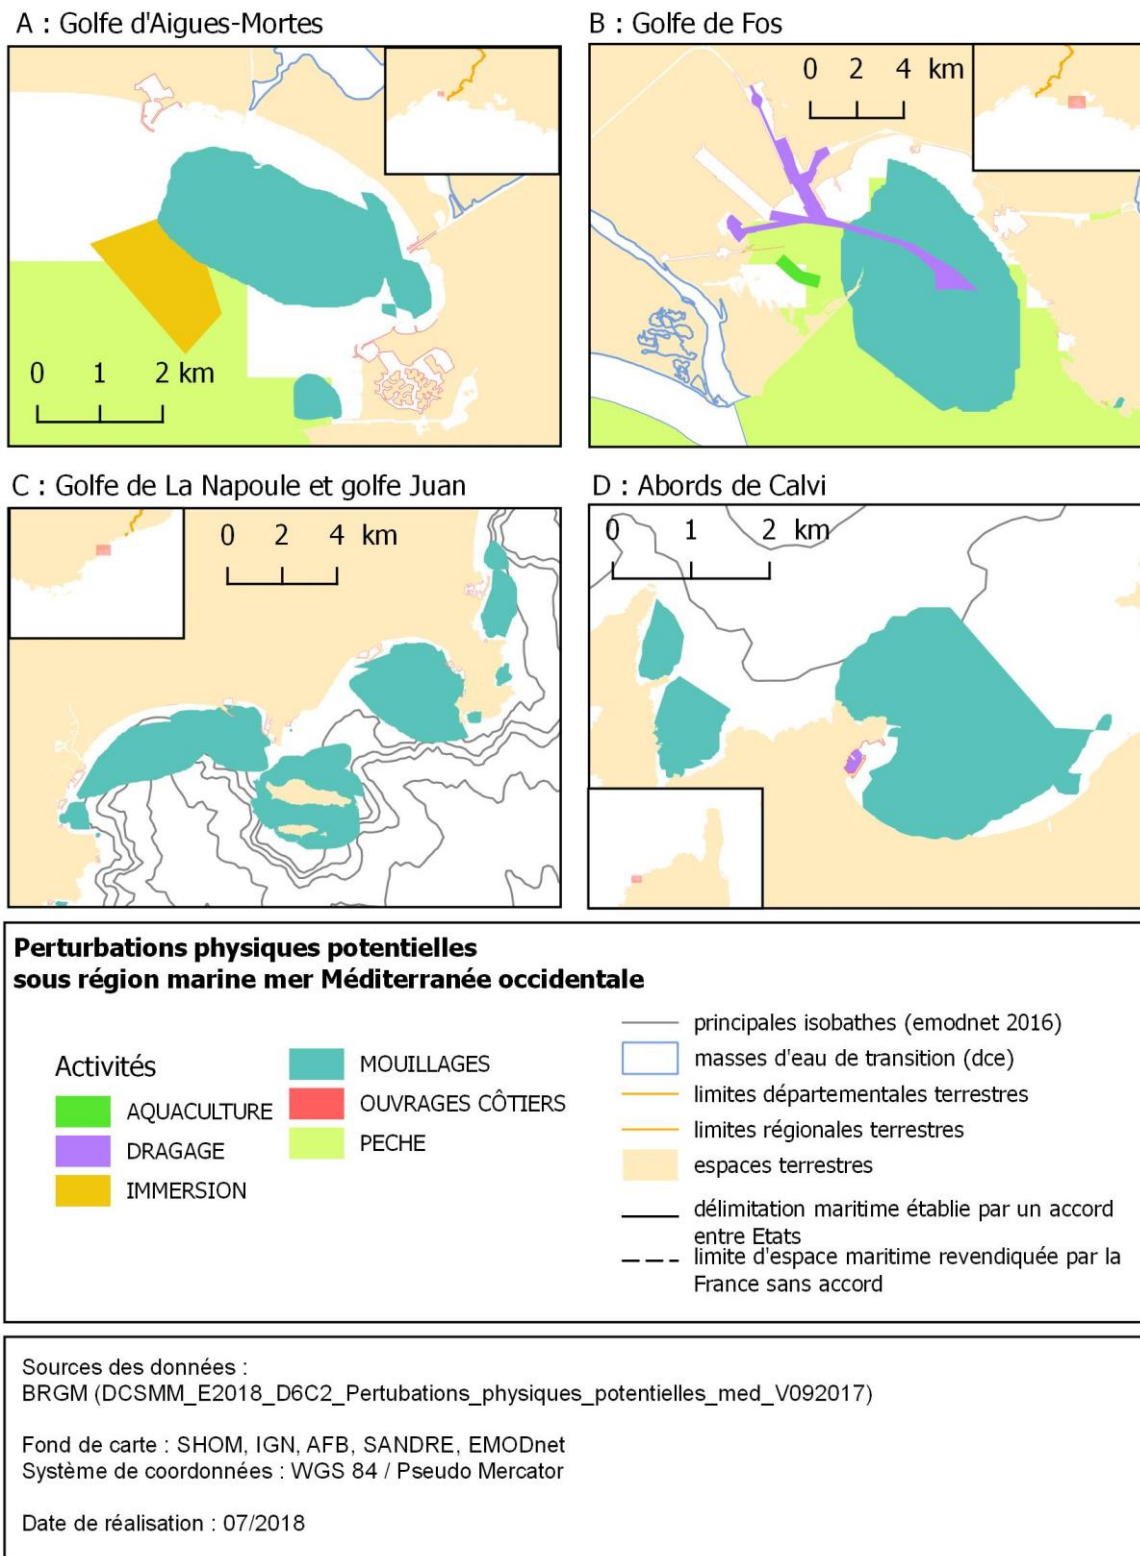 A : Golfe d'Aigues-Mortes
B : Golfe de Fos
0 1 2 km
0 2 4 km
C : Golfe de La Napoule et golfe Juan
D : Abords de Calvi
0 2 4 km
0 1 2 km
Perturbations physiques potentielles
sous région marine mer Méditerranée occidentale
Activités
AQUACULTURE
DRAGAGE
IMMERSION
MOUILLAGES
OUVRAGES CÔTIERS
PECHE
principales isobathes (emodnet 2016)
masses d'eau de transition (dce)
limites départementales terrestres
limites régionales terrestres
espaces terrestres
délimitation maritime établie par un accord
entre Etats
limite d'espace maritime revendiquée par la
France sans accord
Sources des données :
BRGM (DCSMM_E2018_D6C2_Pertubations_physiques_potentielles_med_V092017)
Fond de carte : SHOM, IGN, AFB, SANDRE, EMODnet
Système de coordonnées : WGS 84 / Pseudo Mercator
Date de réalisation : 07/2018